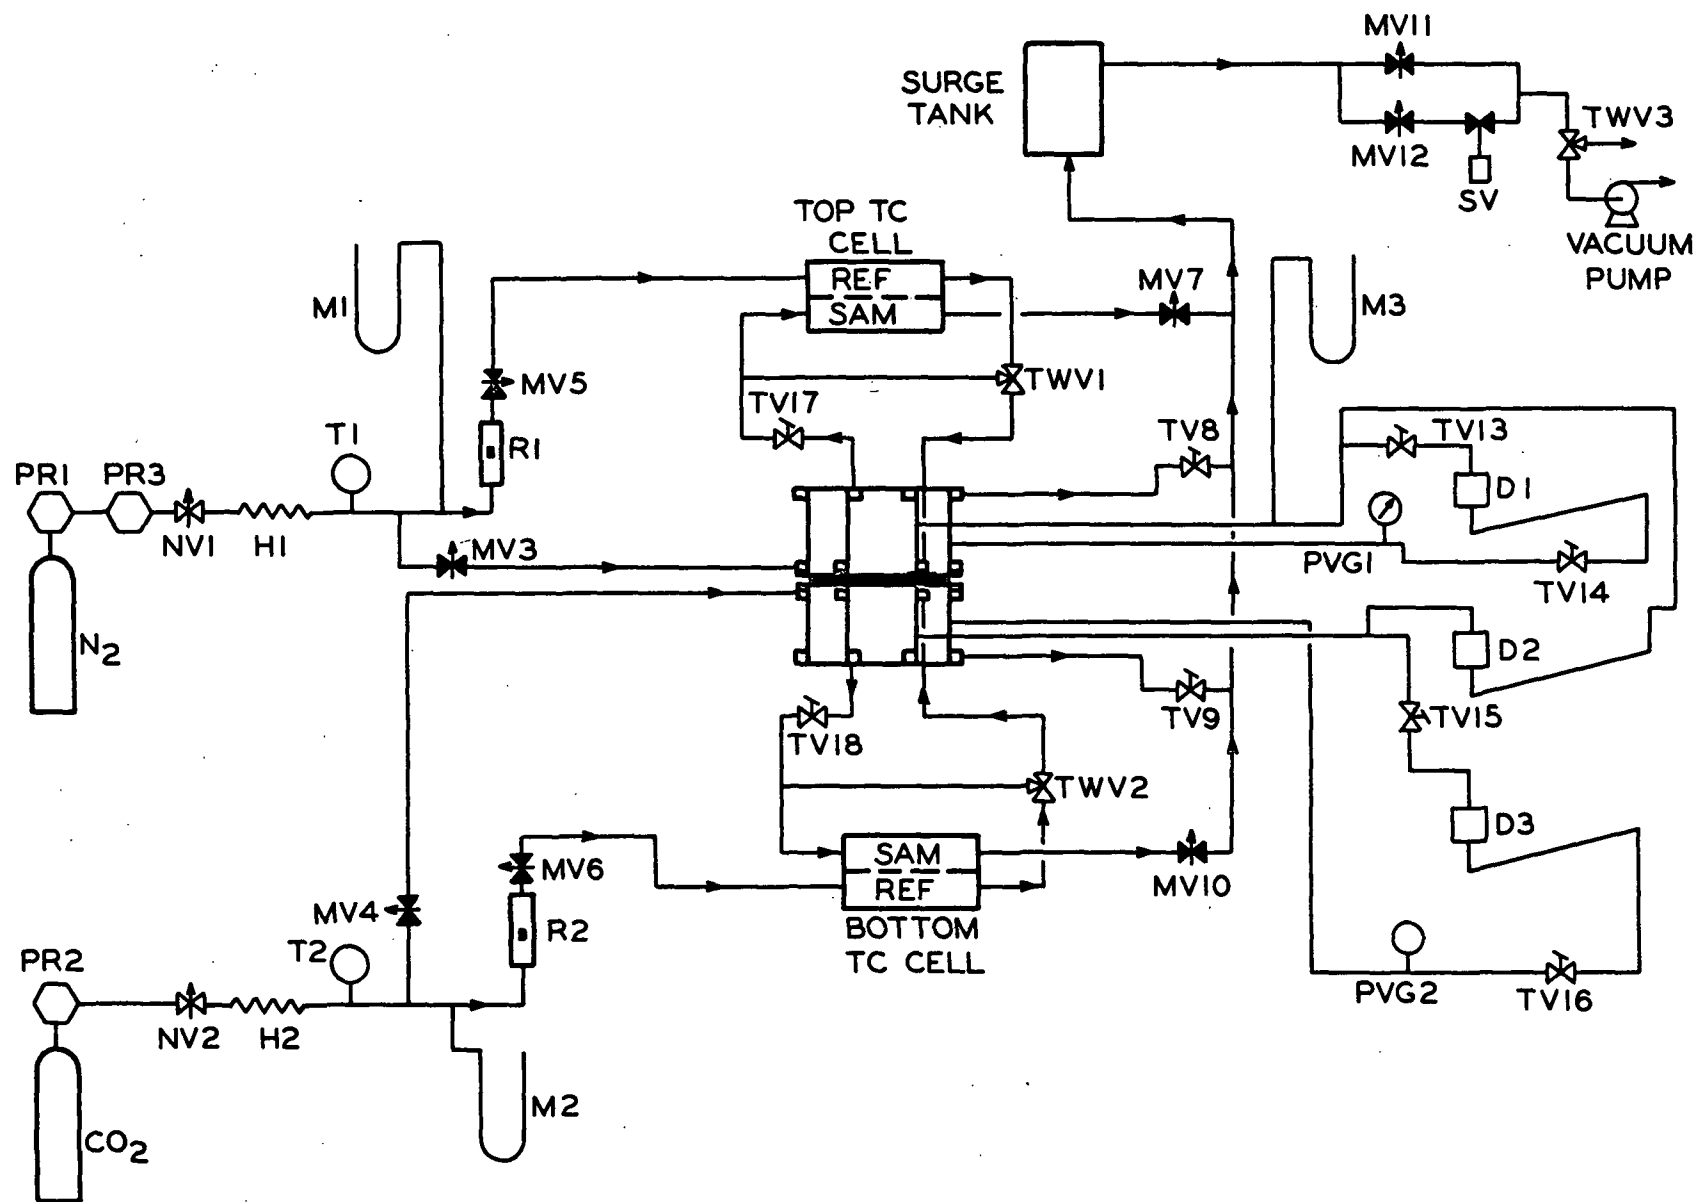 MV11
SURGE
TANK
TWV3
MV12
SV
VACUUM
PUMP
TOP TC
CELL
REF
SAM
MV7
M1
M3
MV5
TWV1
TV17
T1
R1
TV8
TV13
PR1
PR3
D1
NV1
H1
MV3
PVG1
TV14
N2
D2
TV15
TV9
TV18
TWV2
D3
SAM
REF
MV6
MV10
MV4
R2
BOTTOM
TC CELL
T2
PR2
PVG2
TV16
NV2
H2
M2
CO2